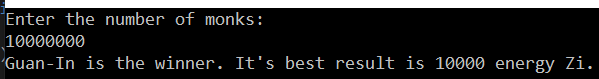 Enter the number of monks:
10000000
Guan-In is the winner. It's best result is 10000 energy Zi.